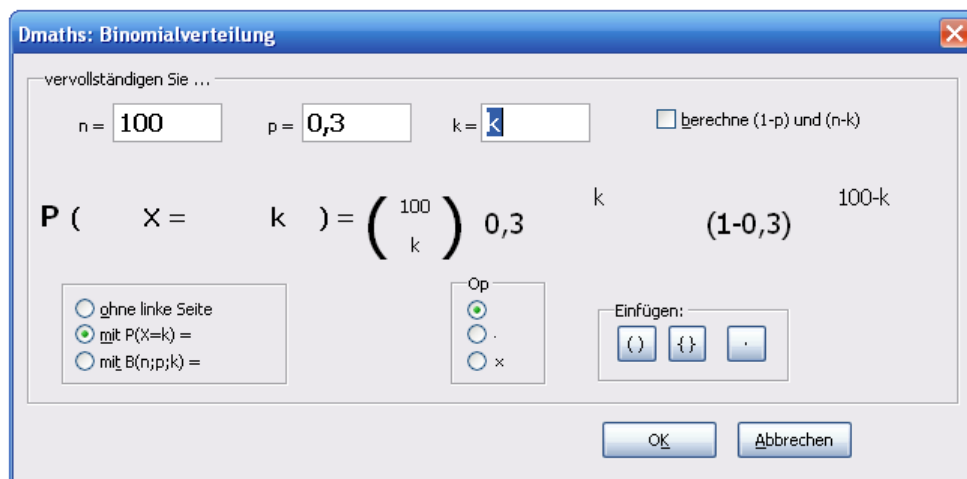 Dmaths: Binomialverteilung
vervollständigen Sie ...
n = 100 p = 0,3 k = k berechne (1-p) und (n-k)
P ( X = k ) = ( 100 k ) 0,3 k (1-0,3) 100-k
ohne linke Seite
mit P(X=k) =
mit B(n;p;k) =
Op
.
×
Einfügen:
() {} ·
OK Abbrechen